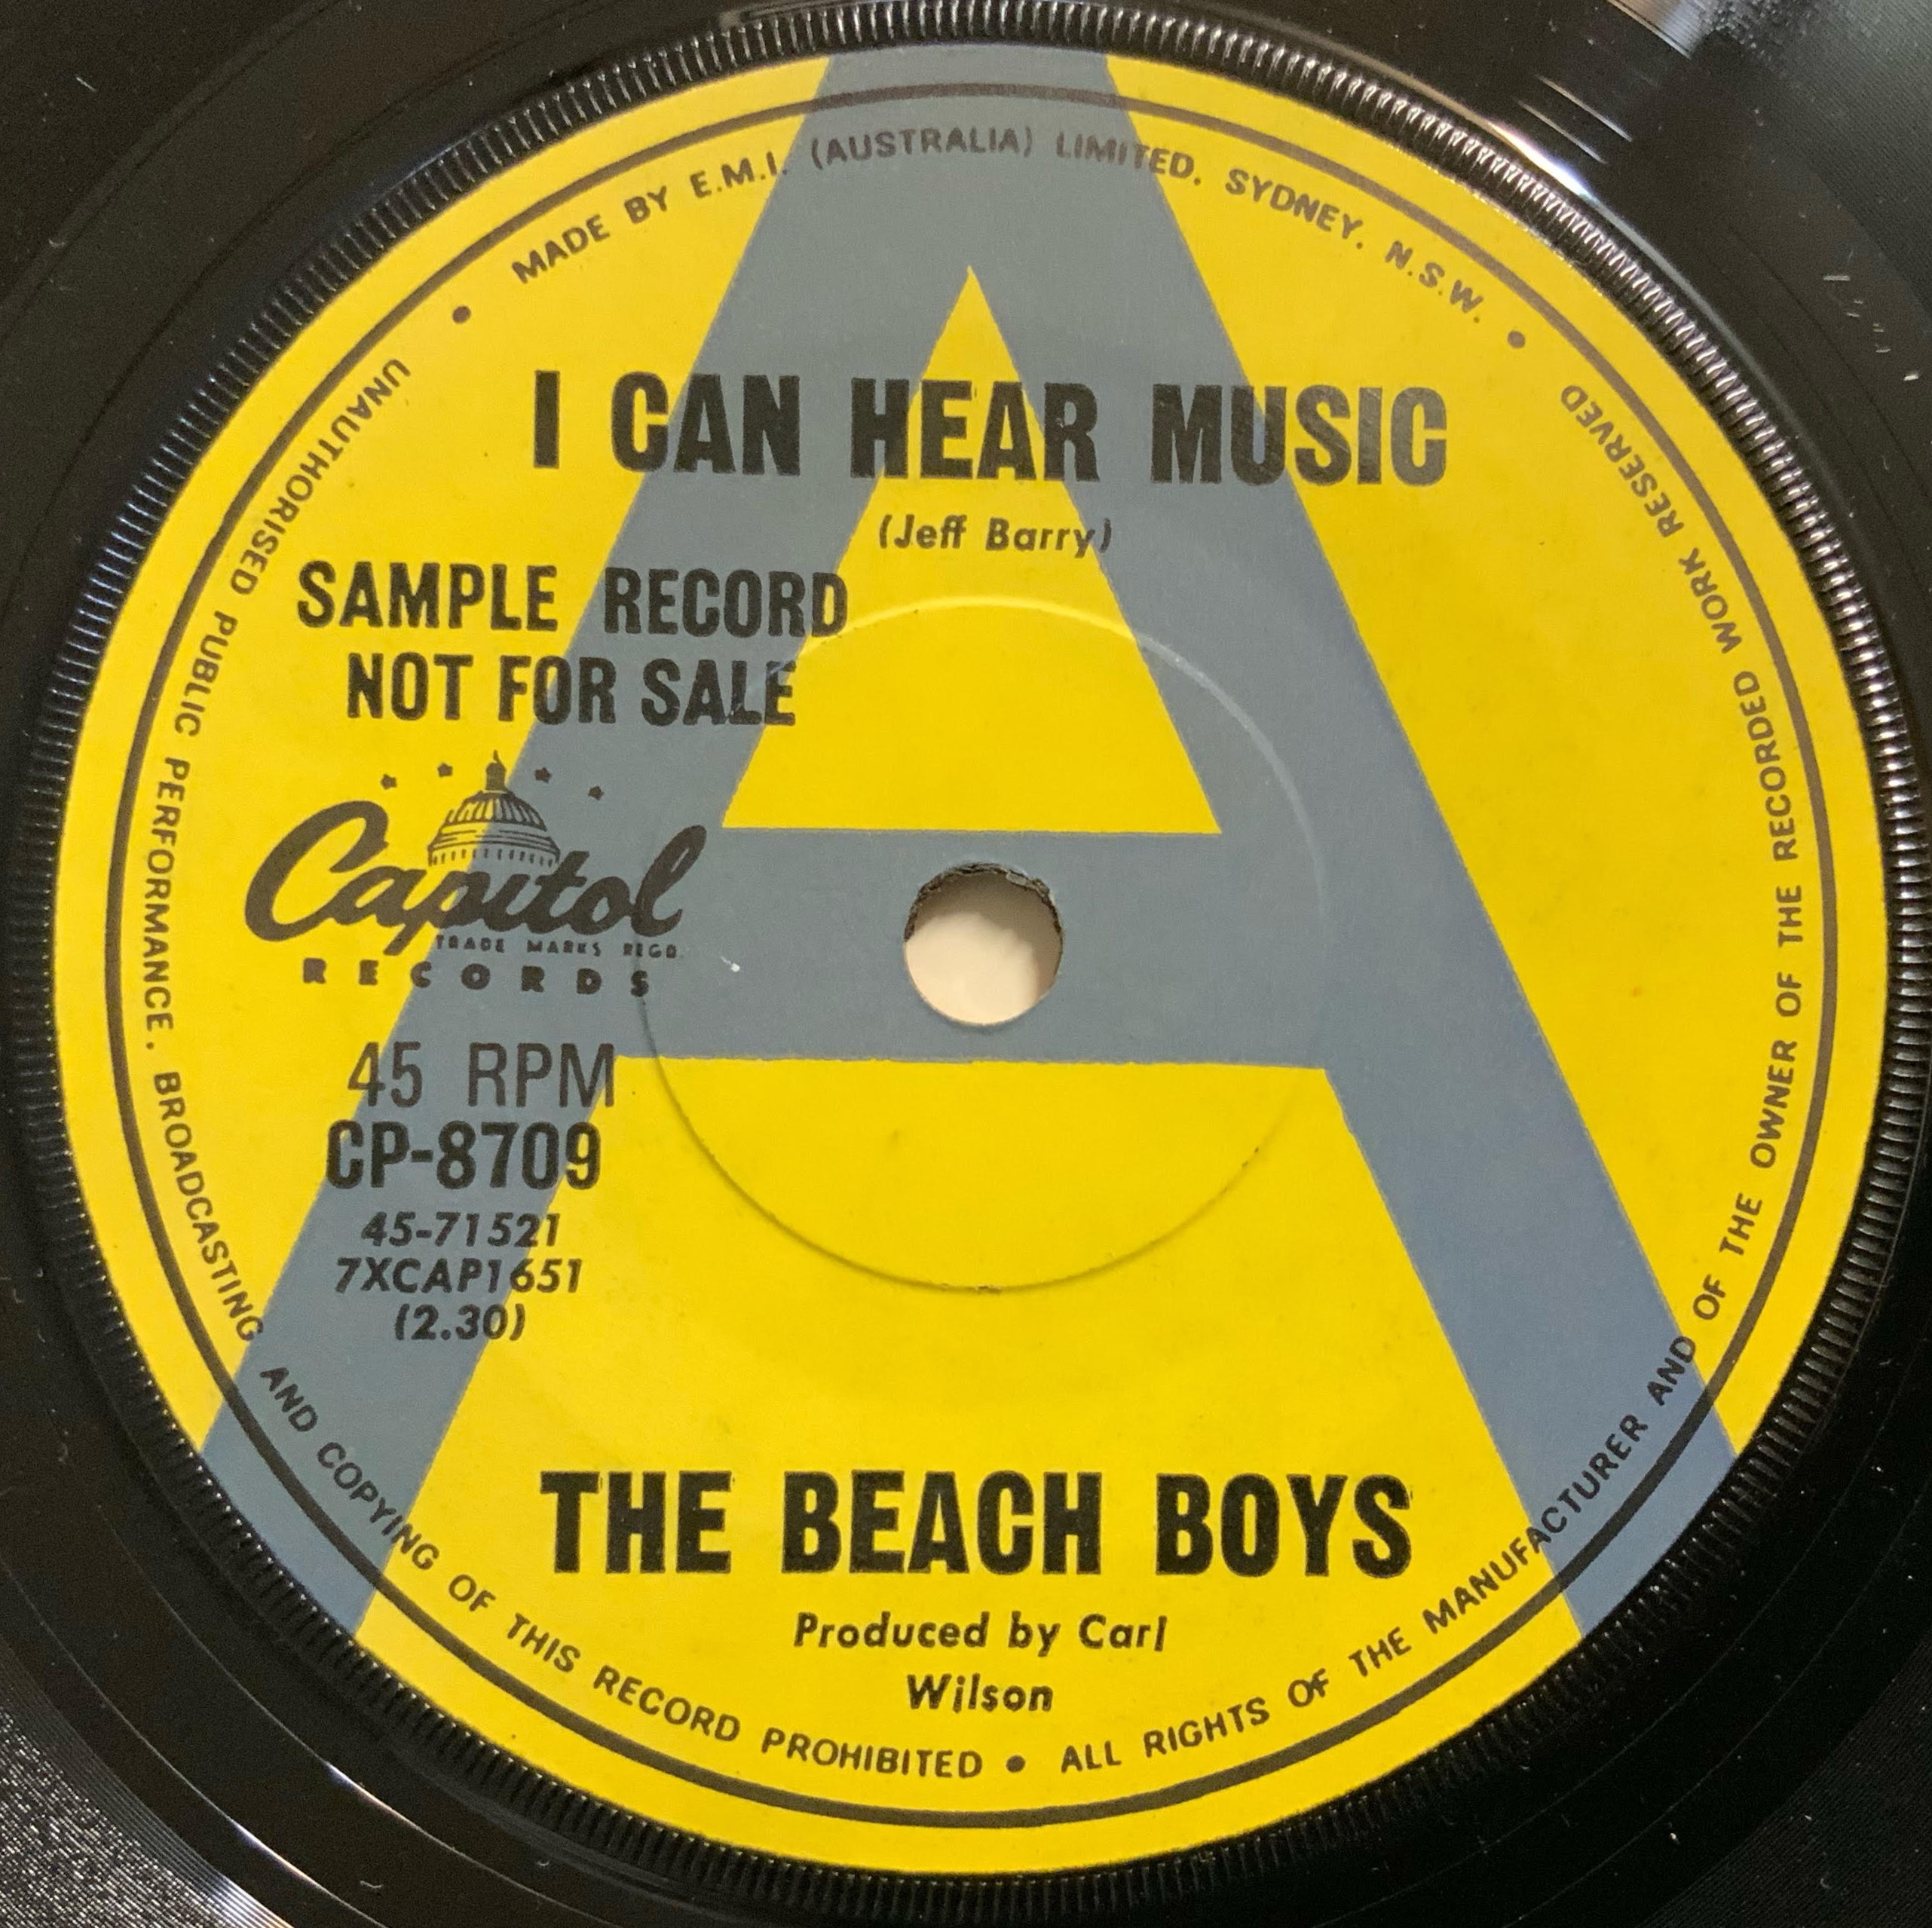 MADE BY E.M.I. (AUSTRALIA) LIMITED. SYDNEY. N.S.W.
I CAN HEAR MUSIC
(Jeff Barry)
SAMPLE RECORD
NOT FOR SALE
Capitol
TRADE MARKS REGD.
RECORDS
45 RPM
CP-8709
45-71521
7XCAP1651
(2.30)
THE BEACH BOYS
Produced by Carl
Wilson
UNAUTHORISED PUBLIC PERFORMANCE. BROADCASTING AND COPYING OF THIS RECORD PROHIBITED • ALL RIGHTS OF THE MANUFACTURER AND OF THE OWNER OF THE RECORDED WORK RESERVED
A